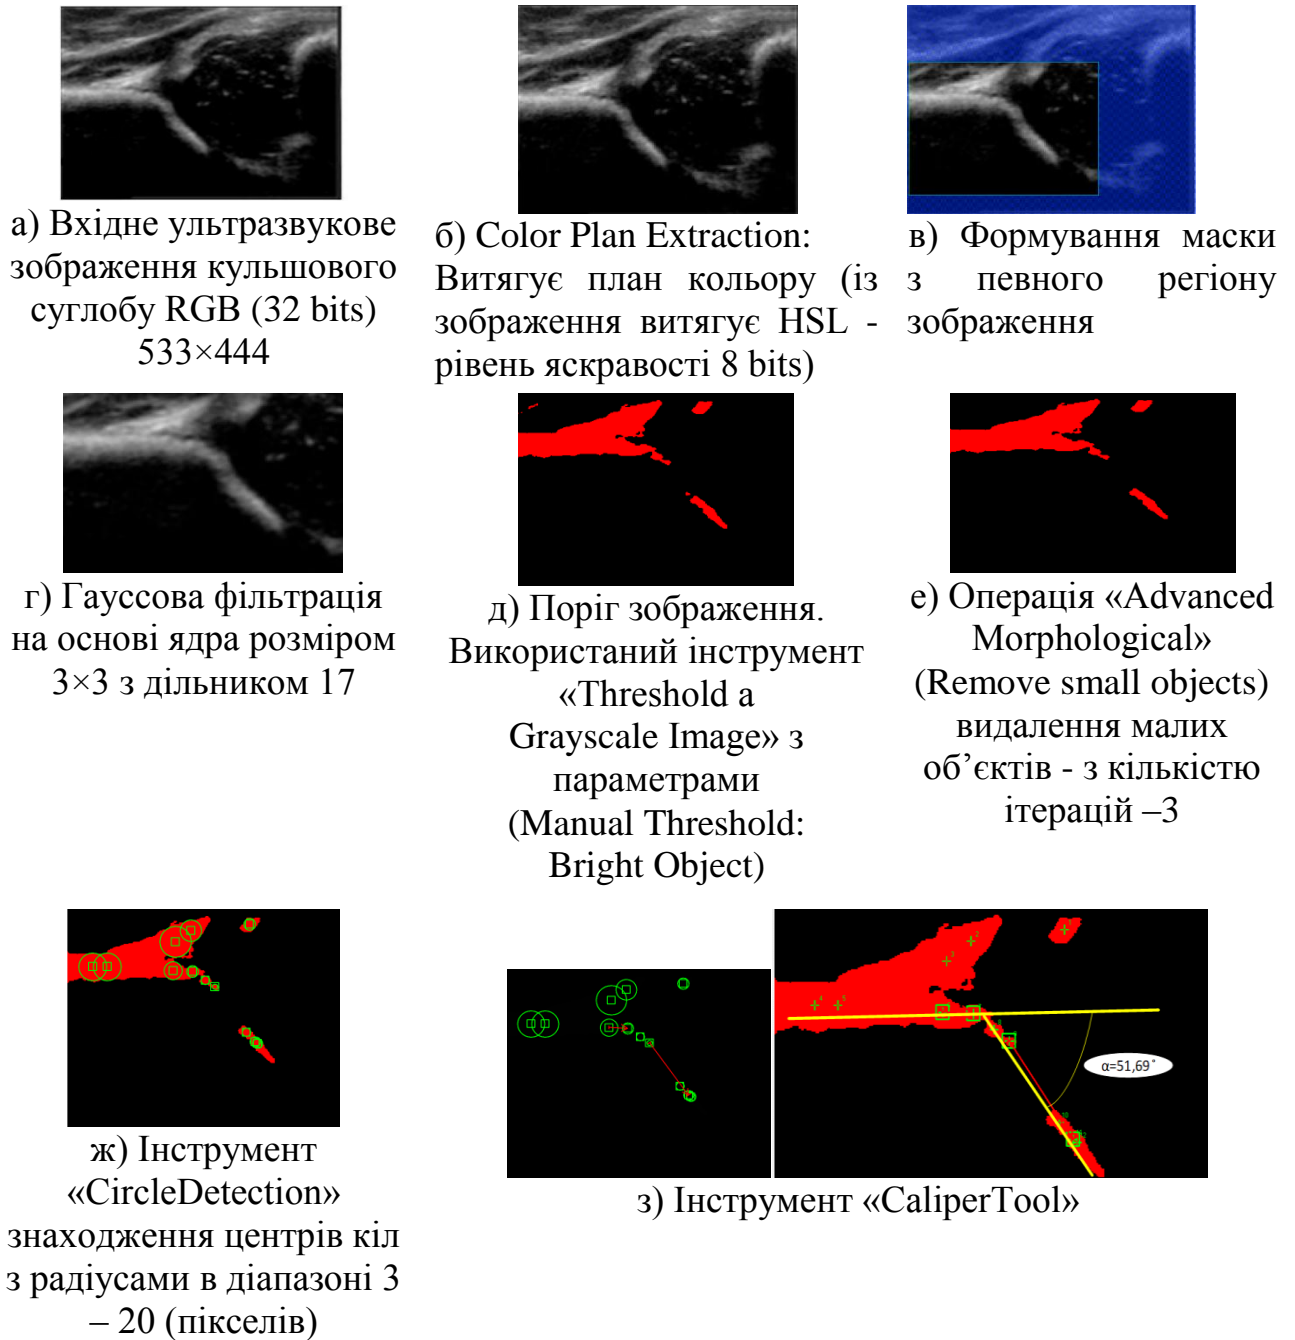 а) Вхідне ультразвукове
зображення кульшового
суглобу RGB (32 bits)
533×444
б) Color Plan Extraction:
Витягує план кольору (із
зображення витягує HSL -
рівень яскравості 8 bits)
в) Формування маски
з певного регіону
зображення
г) Гауссова фільтрація
на основі ядра розміром
3×3 з дільником 17
д) Поріг зображення.
Використаний інструмент
«Threshold a
Grayscale Image» з
параметрами
(Manual Threshold:
Bright Object)
е) Операція «Advanced
Morphological»
(Remove small objects)
видалення малих
об’єктів - з кількістю
ітерацій –3
ж) Інструмент
«CircleDetection»
знаходження центрів кіл
з радіусами в діапазоні 3
– 20 (пікселів)
α=51,69˚
з) Інструмент «CaliperTool»